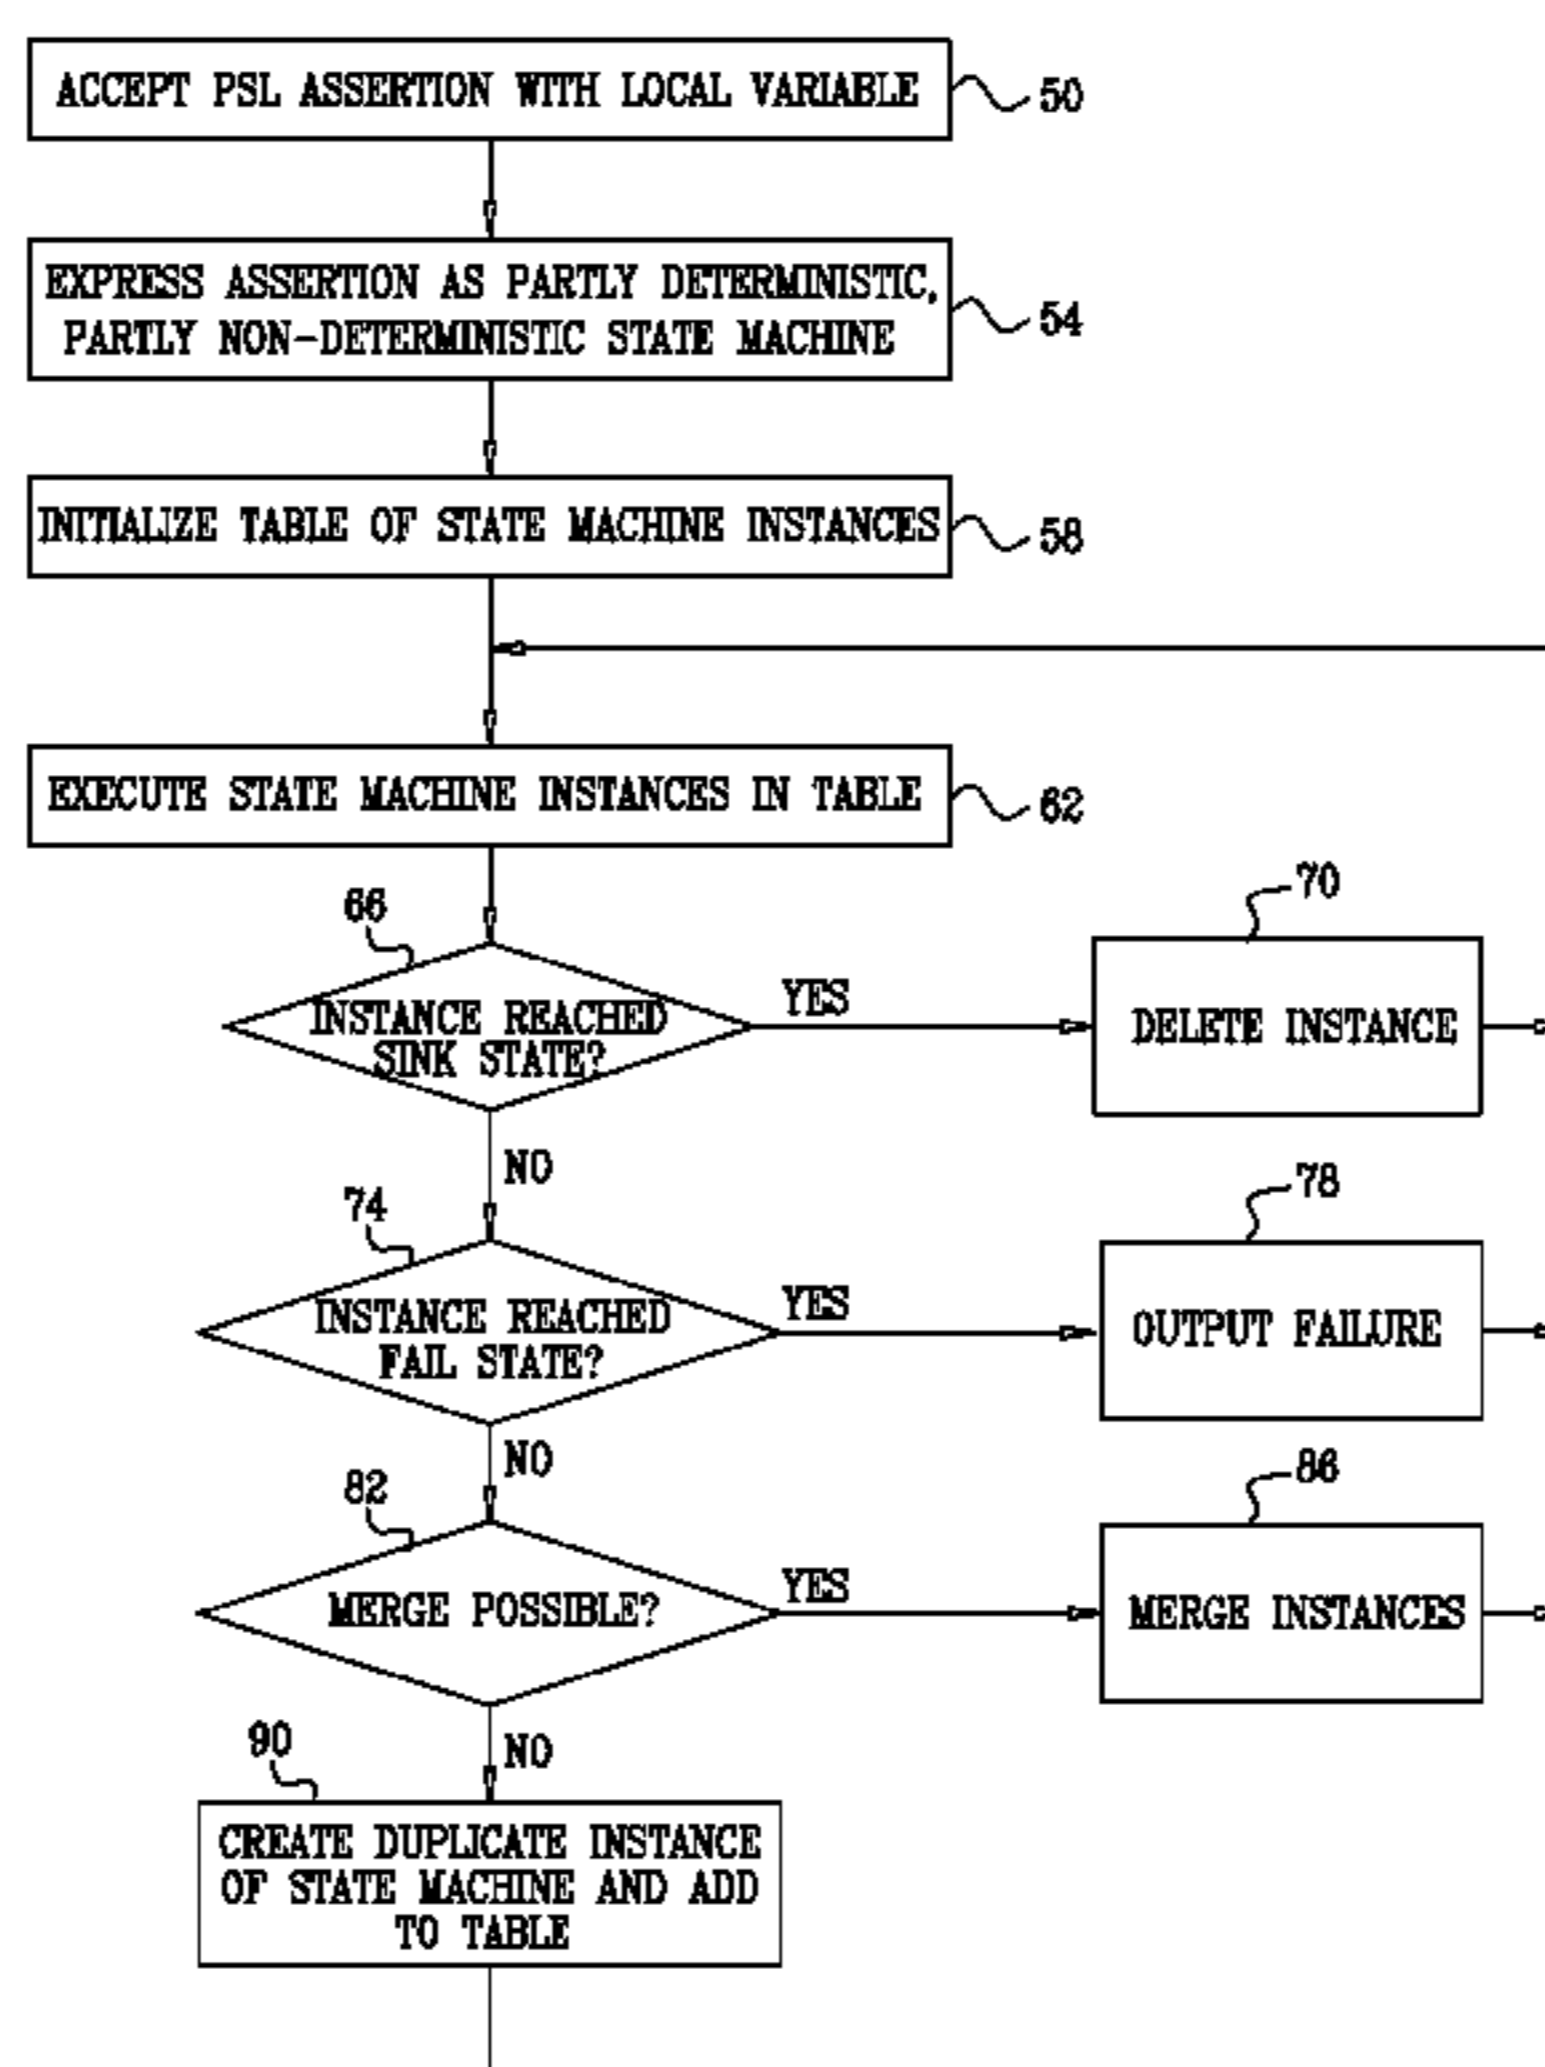 ACCEPT PSL ASSERTION WITH LOCAL VARIABLE
50
EXPRESS ASSERTION AS PARTLY DETERMINISTIC,
PARTLY NON-DETERMINISTIC STATE MACHINE
54
INITIALIZE TABLE OF STATE MACHINE INSTANCES
58
EXECUTE STATE MACHINE INSTANCES IN TABLE
62
66
INSTANCE REACHED
SINK STATE?
YES
70
DELETE INSTANCE
NO
74
INSTANCE REACHED
FAIL STATE?
YES
78
OUTPUT FAILURE
NO
82
MERGE POSSIBLE?
YES
86
MERGE INSTANCES
NO
90
CREATE DUPLICATE INSTANCE
OF STATE MACHINE AND ADD
TO TABLE